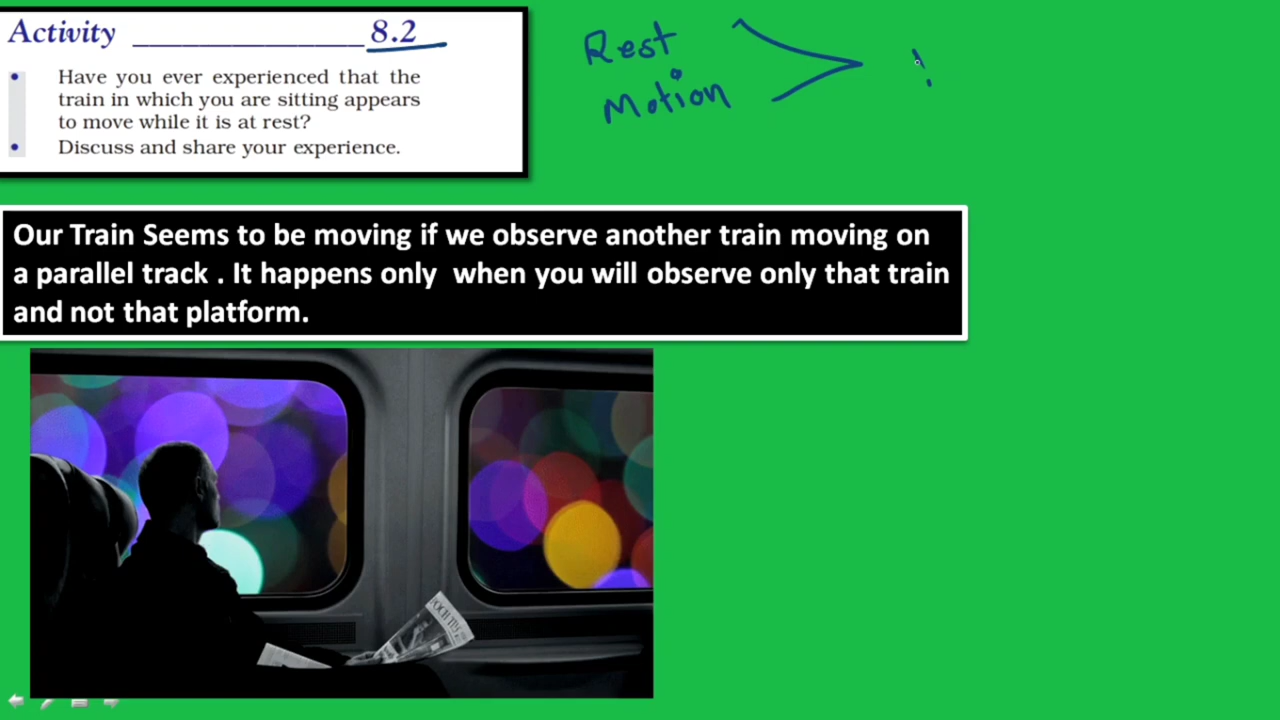 Activity ________________ 8.2
• Have you ever experienced that the
train in which you are sitting appears
to move while it is at rest?
• Discuss and share your experience.
Rest
Motion
Our Train Seems to be moving if we observe another train moving on
a parallel track . It happens only when you will observe only that train
and not that platform.